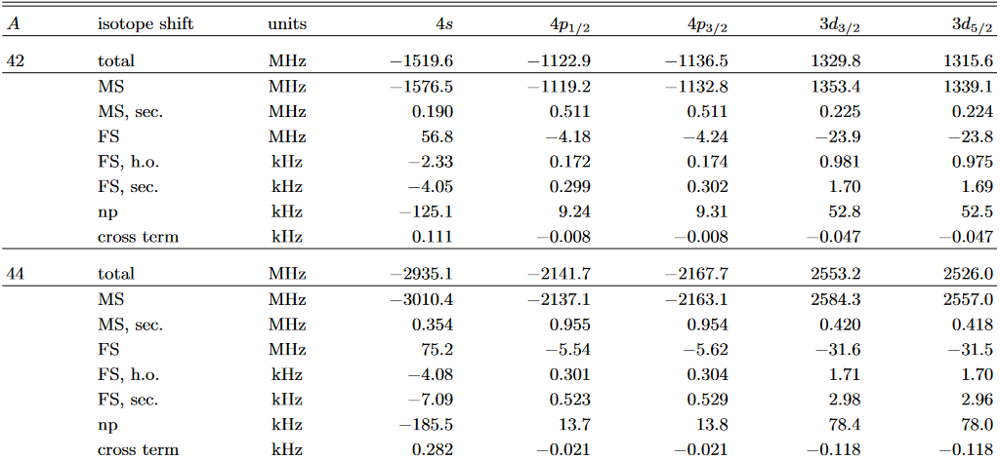 A isotope shift units 4s 4p1/2 4p3/2 3d3/2 3d5/2
42 total MHz −1519.6 −1122.9 −1136.5 1329.8 1315.6
MS MHz −1576.5 −1119.2 −1132.8 1353.4 1339.1
MS, sec. MHz 0.190 0.511 0.511 0.225 0.224
FS MHz 56.8 −4.18 −4.24 −23.9 −23.8
FS, h.o. kHz −2.33 0.172 0.174 0.981 0.975
FS, sec. kHz −4.05 0.299 0.302 1.70 1.69
np kHz −125.1 9.24 9.31 52.8 52.5
cross term kHz 0.111 −0.008 −0.008 −0.047 −0.047
44 total MHz −2935.1 −2141.7 −2167.7 2553.2 2526.0
MS MHz −3010.4 −2137.1 −2163.1 2584.3 2557.0
MS, sec. MHz 0.354 0.955 0.954 0.420 0.418
FS MHz 75.2 −5.54 −5.62 −31.6 −31.5
FS, h.o. kHz −4.08 0.301 0.304 1.71 1.70
FS, sec. kHz −7.09 0.523 0.529 2.98 2.96
np kHz −185.5 13.7 13.8 78.4 78.0
cross term kHz 0.282 −0.021 −0.021 −0.118 −0.118